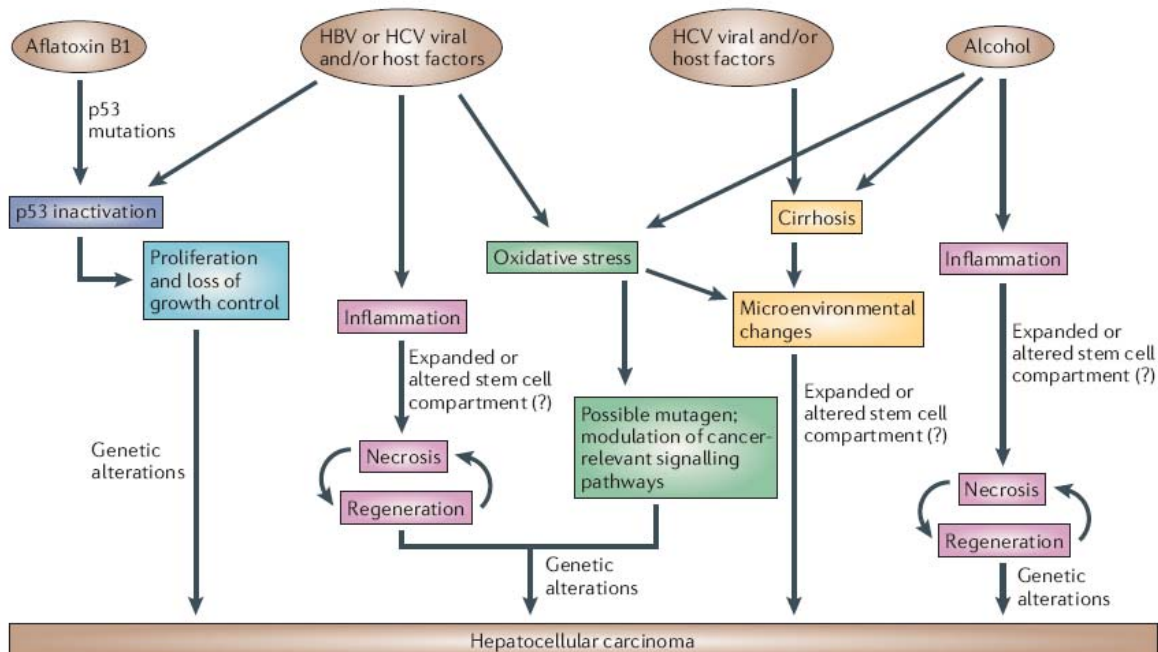 Aflatoxin B1
HBV or HCV viral
and/or host factors
HCV viral and/or
host factors
Alcohol
p53
mutations
p53 inactivation
Proliferation
and loss of
growth control
Oxidative stress
Cirrhosis
Inflammation
Inflammation
Microenvironmental
changes
Expanded or
altered stem cell
compartment (?)
Expanded or
altered stem cell
compartment (?)
Expanded or
altered stem cell
compartment (?)
Possible mutagen;
modulation of cancer-
relevant signalling
pathways
Genetic
alterations
Necrosis
Regeneration
Necrosis
Regeneration
Genetic
alterations
Genetic
alterations
Hepatocellular carcinoma